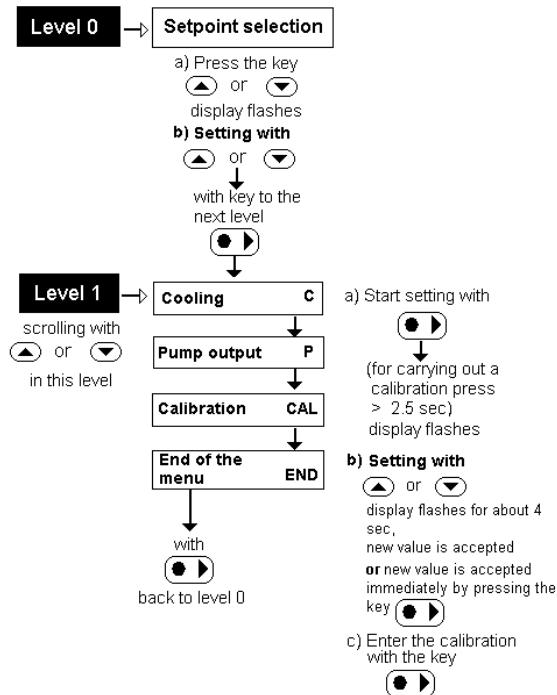 Level 0
Setpoint selection
a) Press the key
or
display flashes
b) Setting with
or
with key to the
next level
Level 1
scrolling with
or
in this level
Cooling C
Pump output P
Calibration CAL
End of the
menu END
with
back to level 0
a) Start setting with
(for carrying out a
calibration press
> 2.5 sec)
display flashes
b) Setting with
or
display flashes for about 4
sec,
new value is accepted
or new value is accepted
immediately by pressing the
key
c) Enter the calibration
with the key